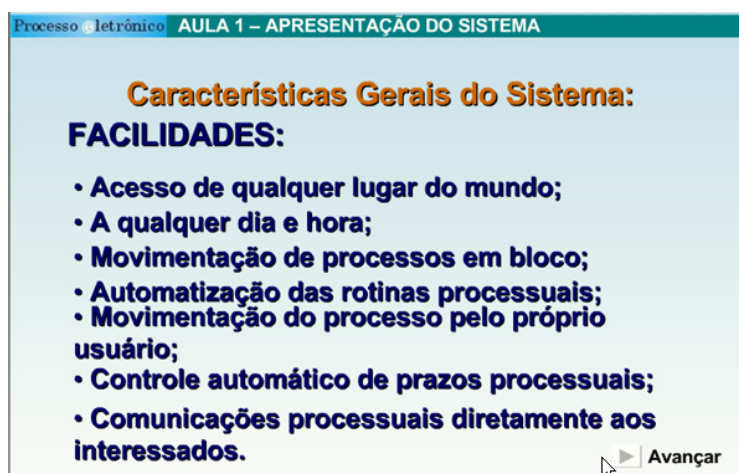 Processo eletrônico AULA 1 – APRESENTAÇÃO DO SISTEMA
Características Gerais do Sistema:
FACILIDADES:
• Acesso de qualquer lugar do mundo;
• A qualquer dia e hora;
• Movimentação de processos em bloco;
• Automatização das rotinas processuais;
• Movimentação do processo pelo próprio
usuário;
• Controle automático de prazos processuais;
• Comunicações processuais diretamente aos
interessados.
Avançar